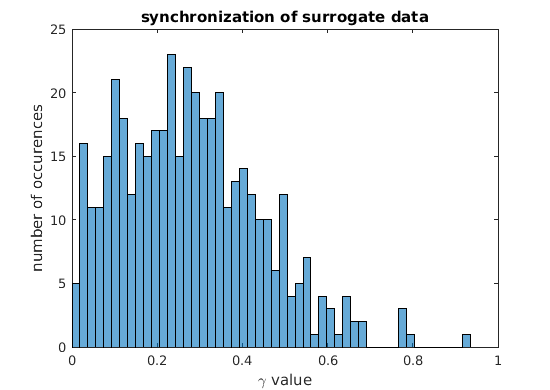 synchronization of surrogate data
25
20
15
10
5
0
number of occurences
0 0.2 0.4 0.6 0.8 1
γ value